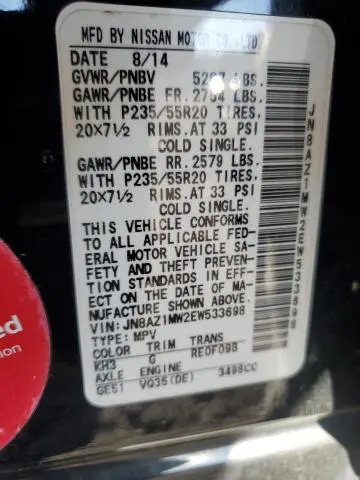 MFD BY NISSAN MOTOR CO.,LTD.
DATE 8/14
GVWR/PNBV LBS.
GAWR/PNBE FR. 2754 LBS.
WITH P235/55R20 TIRES,
20X7½ RIMS.AT 33 PSI
COLD SINGLE.
GAWR/PNBE RR. 2579 LBS.
WITH P235/55R20 TIRES,
20X7½ RIMS.AT 33 PSI
COLD SINGLE.
THIS VEHICLE CONFORMS
TO ALL APPLICABLE FED-
ERAL MOTOR VEHICLE SA-
FETY AND THEFT PREVEN-
TION STANDARDS IN EFF-
ECT ON THE DATE OF MA-
NUFACTURE SHOWN ABOVE.
VIN: JN8AZ1MW2EW533698
TYPE: MPV
COLOR TRIM TRANS
KH3 G RE0F09B
AXLE ENGINE
GE51 VQ35(DE) 3498CC
JN8AZ1MW2EW533698